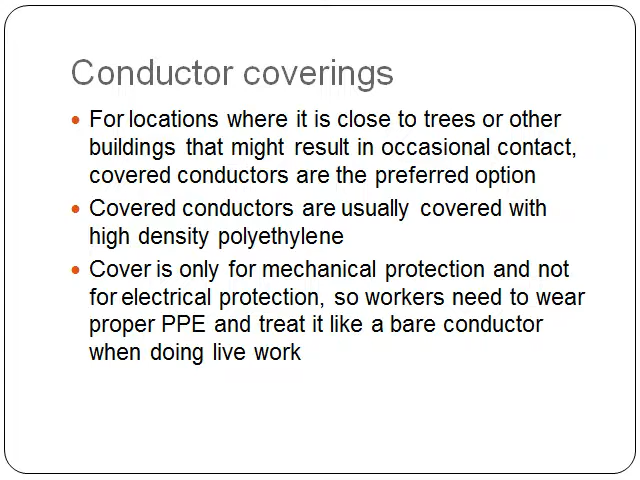 Conductor coverings
• For locations where it is close to trees or other
buildings that might result in occasional contact,
covered conductors are the preferred option
• Covered conductors are usually covered with
high density polyethylene
• Cover is only for mechanical protection and not
for electrical protection, so workers need to wear
proper PPE and treat it like a bare conductor
when doing live work